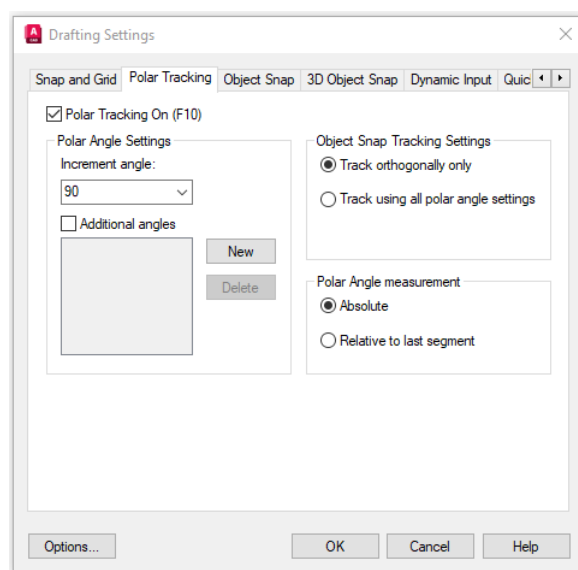 Drafting Settings
Snap and Grid Polar Tracking Object Snap 3D Object Snap Dynamic Input Quic
Polar Tracking On (F10)
Polar Angle Settings
Increment angle:
90
Additional angles
New
Delete
Object Snap Tracking Settings
Track orthogonally only
Track using all polar angle settings
Polar Angle measurement
Absolute
Relative to last segment
Options... OK Cancel Help